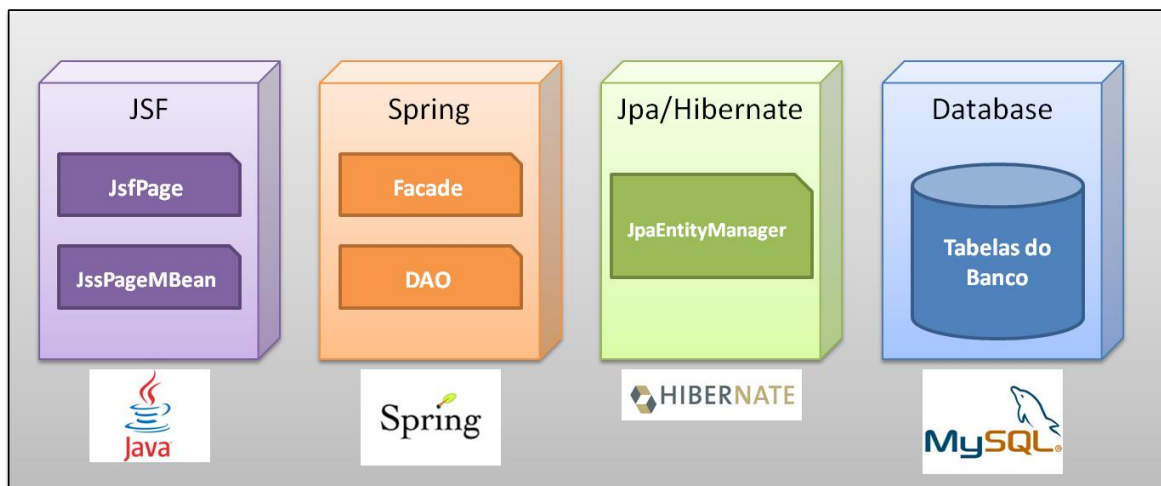 JSF
JsfPage
JssPageMBean
Java
Spring
Facade
DAO
Spring
Jpa/Hibernate
JpaEntityManager
HIBERNATE
Database
Tabelas do
Banco
MySQL®